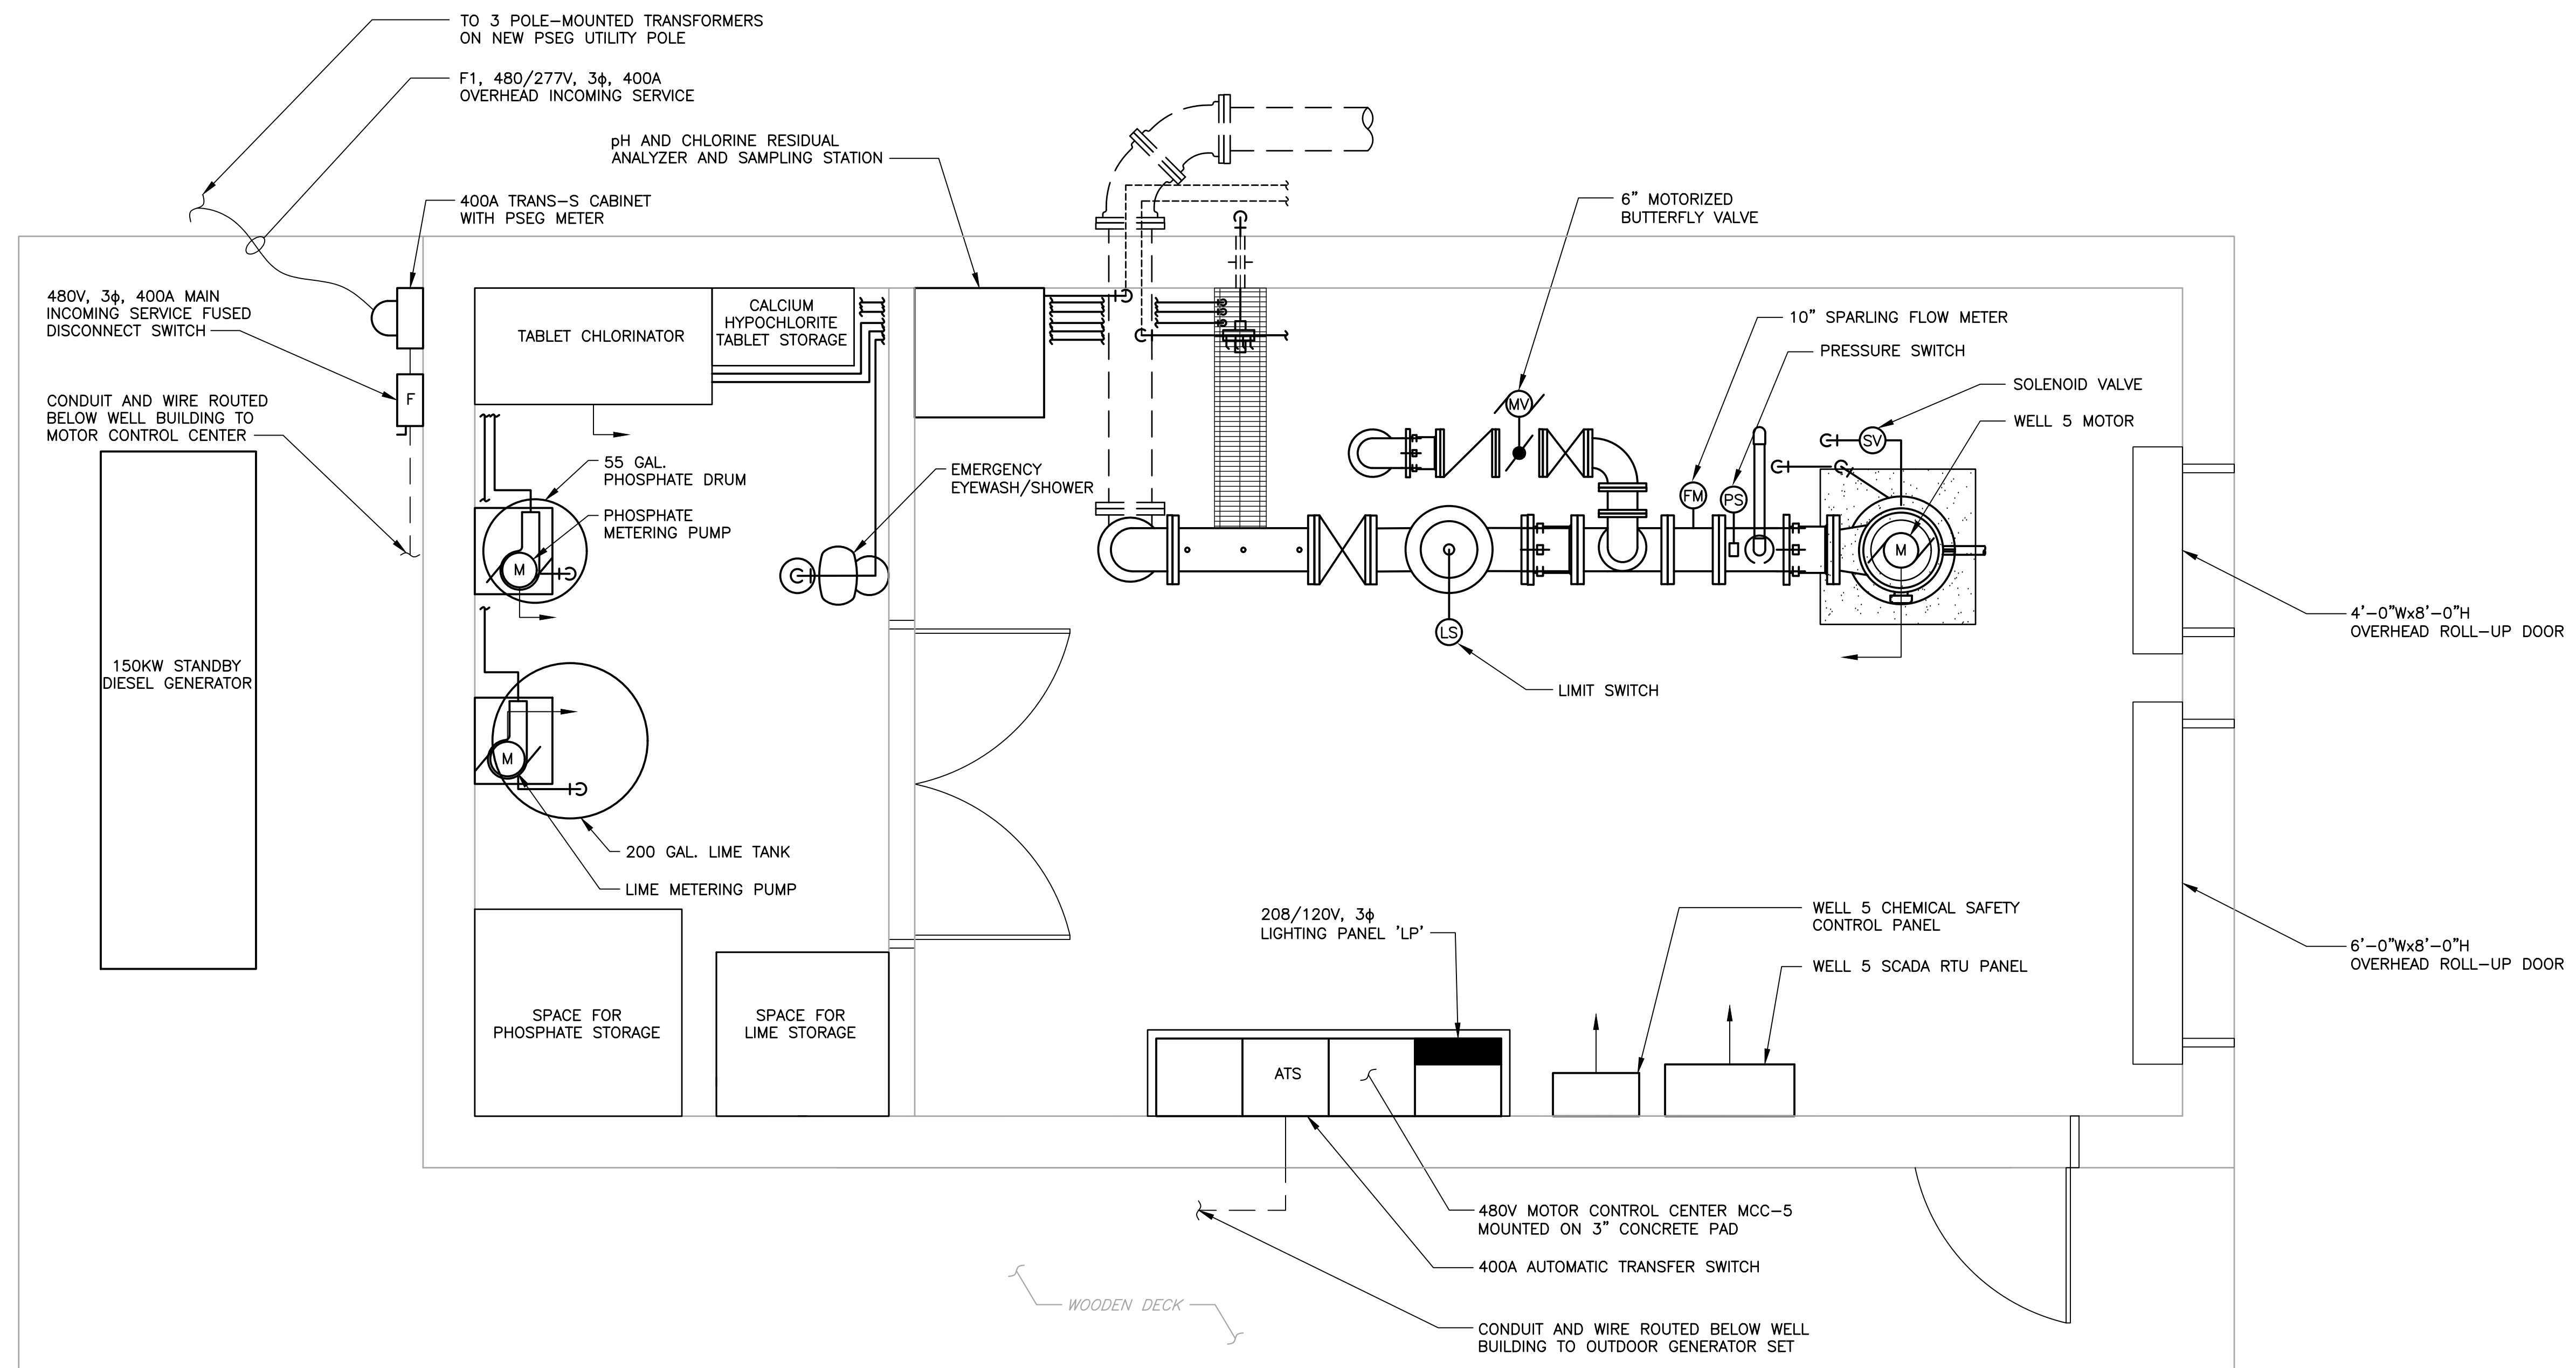 TO 3 POLE-MOUNTED TRANSFORMERS
ON NEW PSEG UTILITY POLE
F1, 480/277V, 3ϕ, 400A
OVERHEAD INCOMING SERVICE
pH AND CHLORINE RESIDUAL
ANALYZER AND SAMPLING STATION
400A TRANS-S CABINET
WITH PSEG METER
6" MOTORIZED
BUTTERFLY VALVE
480V, 3ϕ, 400A MAIN
INCOMING SERVICE FUSED
DISCONNECT SWITCH
F
CONDUIT AND WIRE ROUTED
BELOW WELL BUILDING TO
MOTOR CONTROL CENTER
TABLET CHLORINATOR
CALCIUM
HYPOCHLORITE
TABLET STORAGE
10" SPARLING FLOW METER
PRESSURE SWITCH
SOLENOID VALVE
WELL 5 MOTOR
MV
SV
FM
PS
M
LS
LIMIT SWITCH
55 GAL.
PHOSPHATE DRUM
PHOSPHATE
METERING PUMP
M
EMERGENCY
EYEWASH/SHOWER
150KW STANDBY
DIESEL GENERATOR
M
200 GAL. LIME TANK
LIME METERING PUMP
4'-0"Wx8'-0"H
OVERHEAD ROLL-UP DOOR
6'-0"Wx8'-0"H
OVERHEAD ROLL-UP DOOR
SPACE FOR
PHOSPHATE STORAGE
SPACE FOR
LIME STORAGE
208/120V, 3ϕ
LIGHTING PANEL 'LP'
WELL 5 CHEMICAL SAFETY
CONTROL PANEL
WELL 5 SCADA RTU PANEL
ATS
480V MOTOR CONTROL CENTER MCC-5
MOUNTED ON 3" CONCRETE PAD
400A AUTOMATIC TRANSFER SWITCH
WOODEN DECK
CONDUIT AND WIRE ROUTED BELOW WELL
BUILDING TO OUTDOOR GENERATOR SET